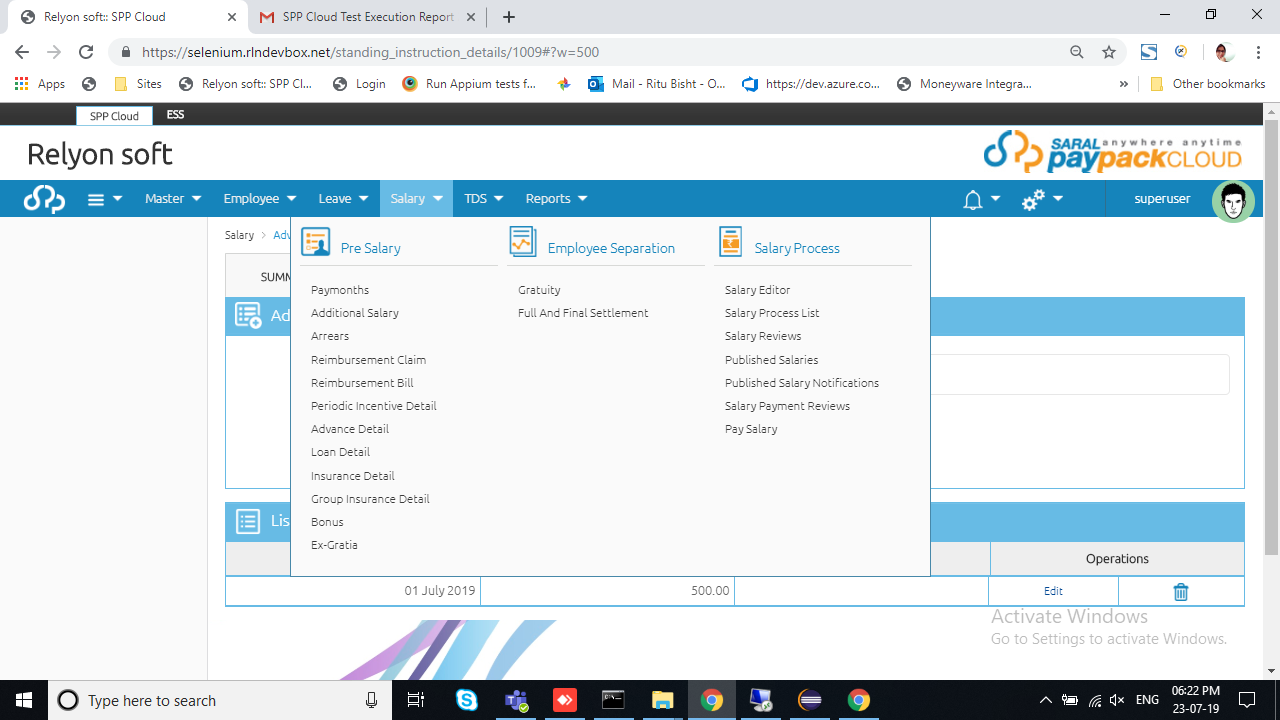 Relyon soft:: SPP Cloud
SPP Cloud Test Execution Report
https://selenium.rlndevbox.net/standing_instruction_details/1009#?w=500
Apps
Sites
Relyon soft:: SPP Cl...
Login
Run Appium tests f...
Mail - Ritu Bisht - O...
https://dev.azure.co...
Moneyware Integra...
»
Other bookmarks
SPP Cloud
ESS
Relyon soft
SARAL anywhere anytime
paypackCLOUD
Master
Employee
Leave
Salary
TDS
Reports
superuser
Salary > Adv
SUMM
Pre Salary
Employee Separation
Salary Process
Paymonths
Gratuity
Salary Editor
Additional Salary
Full And Final Settlement
Salary Process List
Arrears
Salary Reviews
Reimbursement Claim
Published Salaries
Reimbursement Bill
Published Salary Notifications
Periodic Incentive Detail
Salary Payment Reviews
Advance Detail
Pay Salary
Loan Detail
Insurance Detail
Group Insurance Detail
Bonus
Ex-Gratia
Ad
Lis
Operations
01 July 2019
500.00
Edit
Activate Windows
Go to Settings to activate Windows.
Type here to search
ENG
06:22 PM
23-07-19